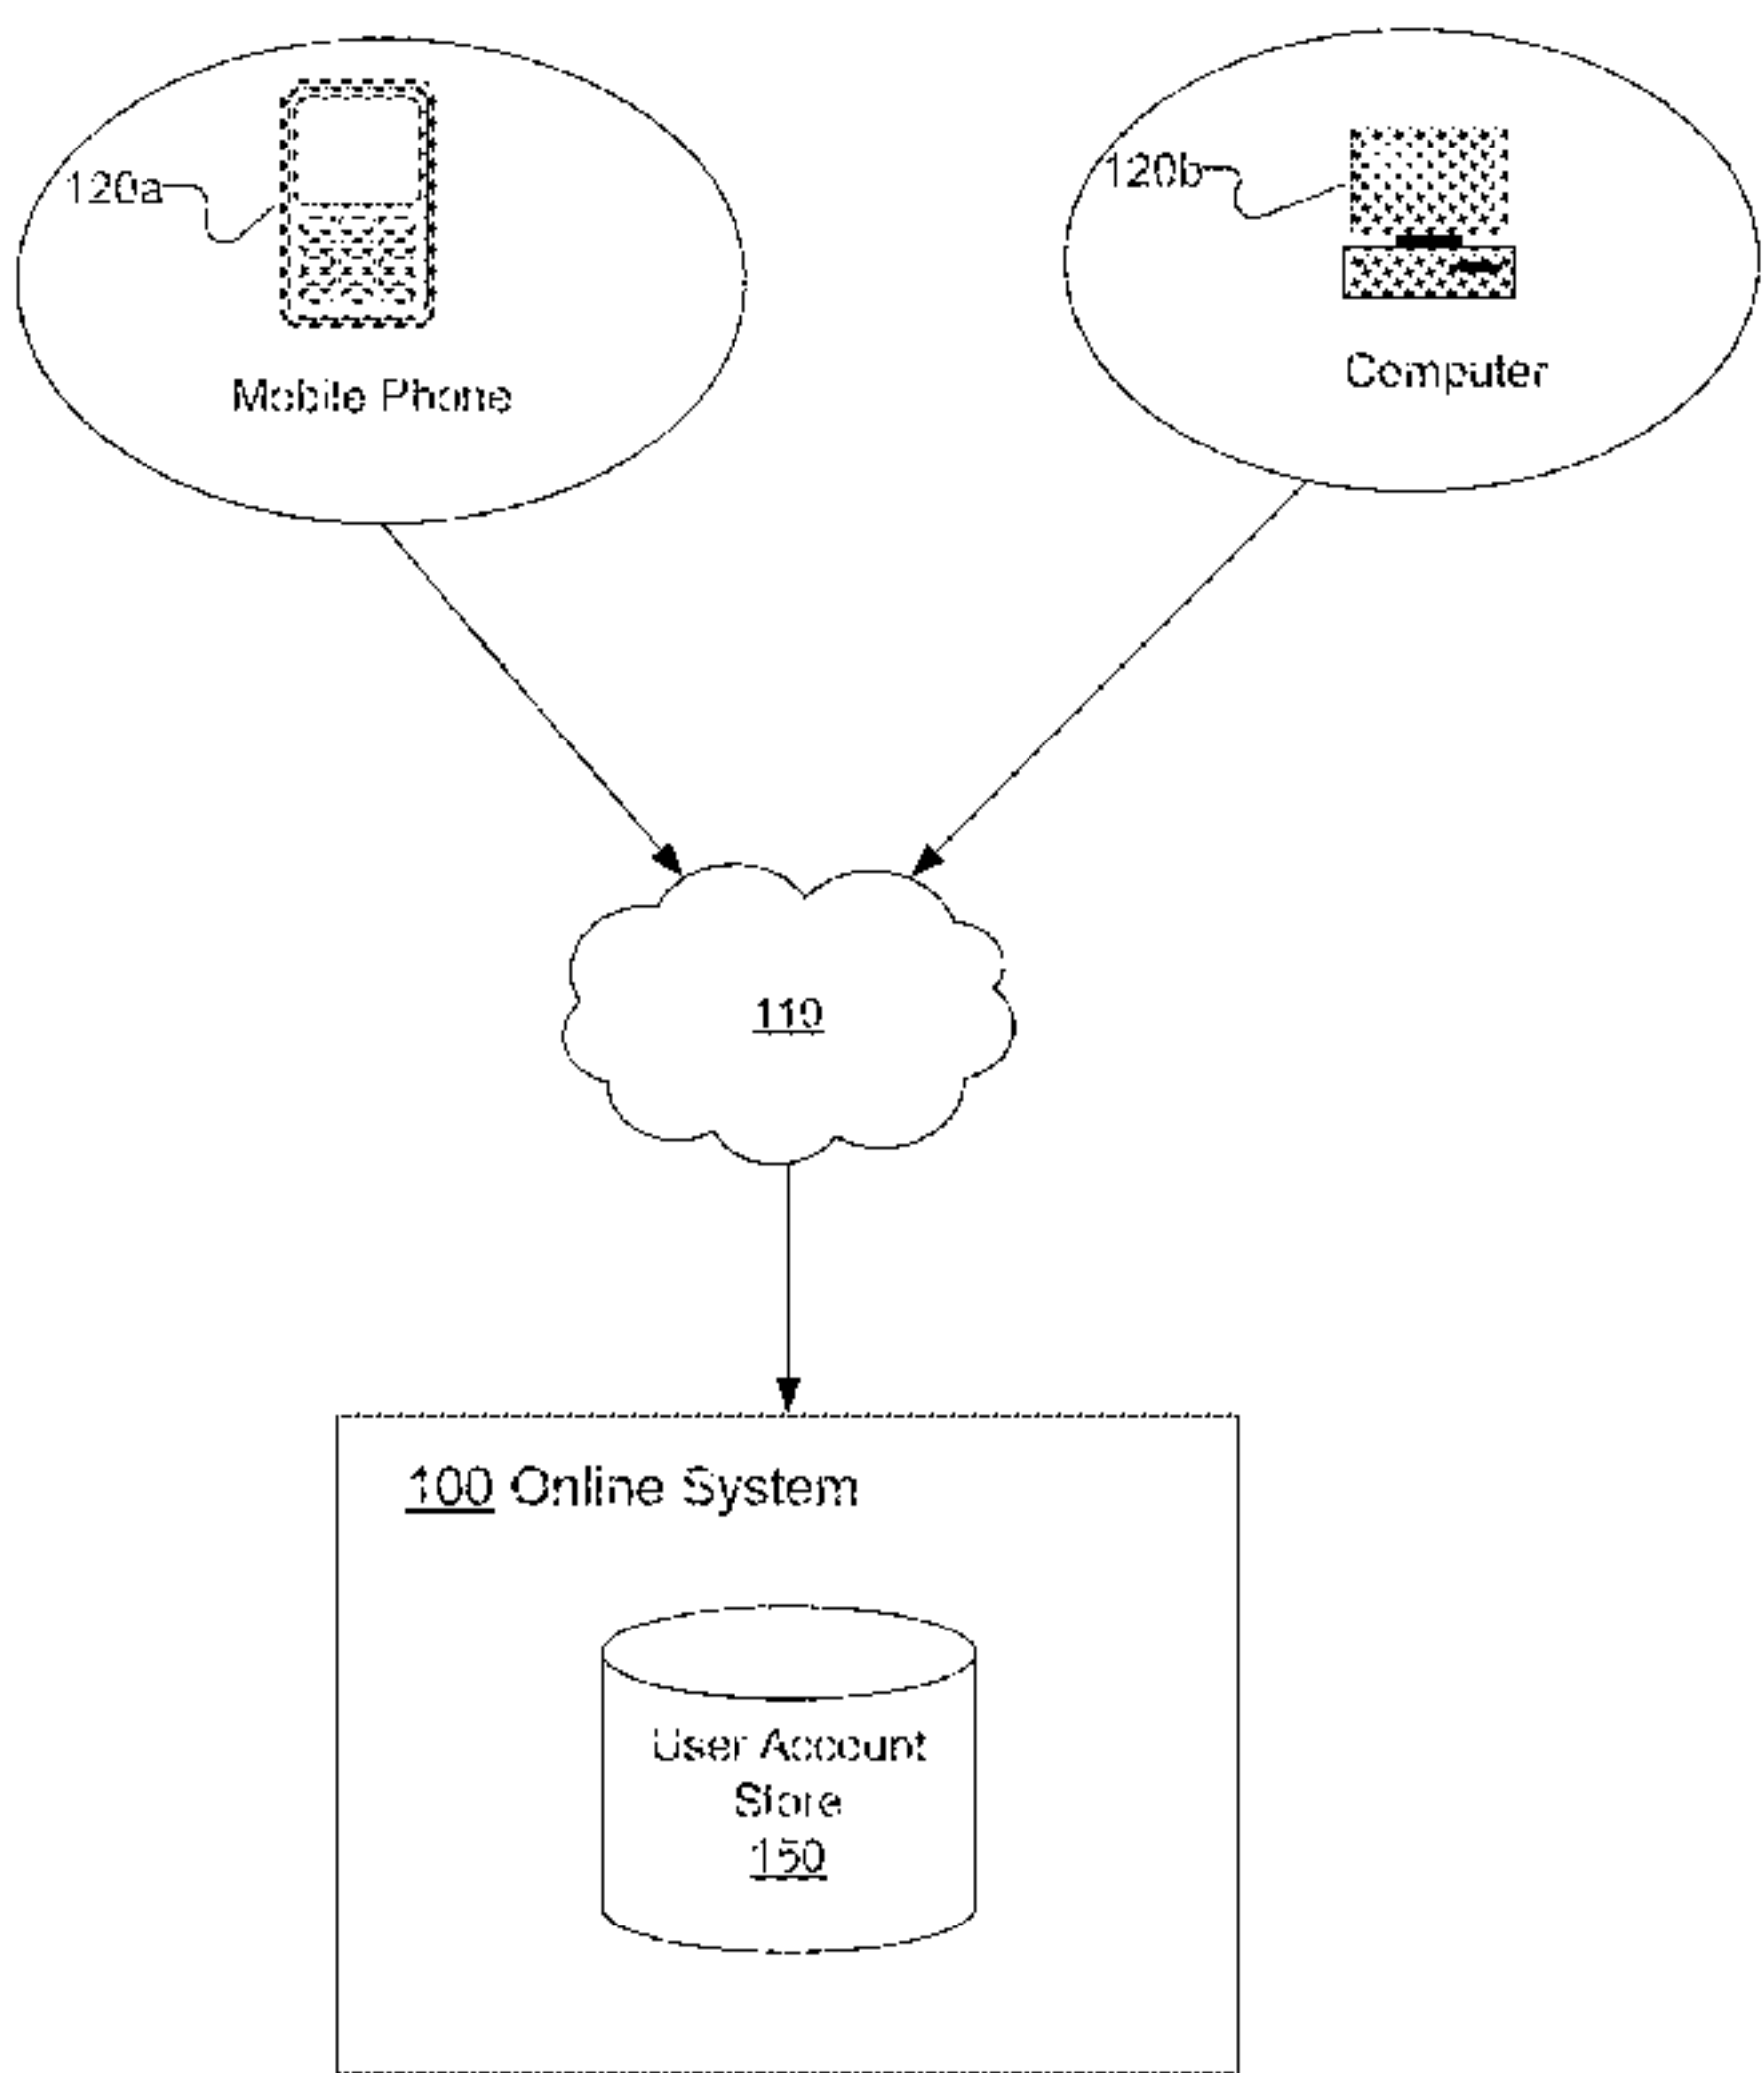 120a
120b
Mobile Phone
Computer
110
100 Online System
User Account
Store
150